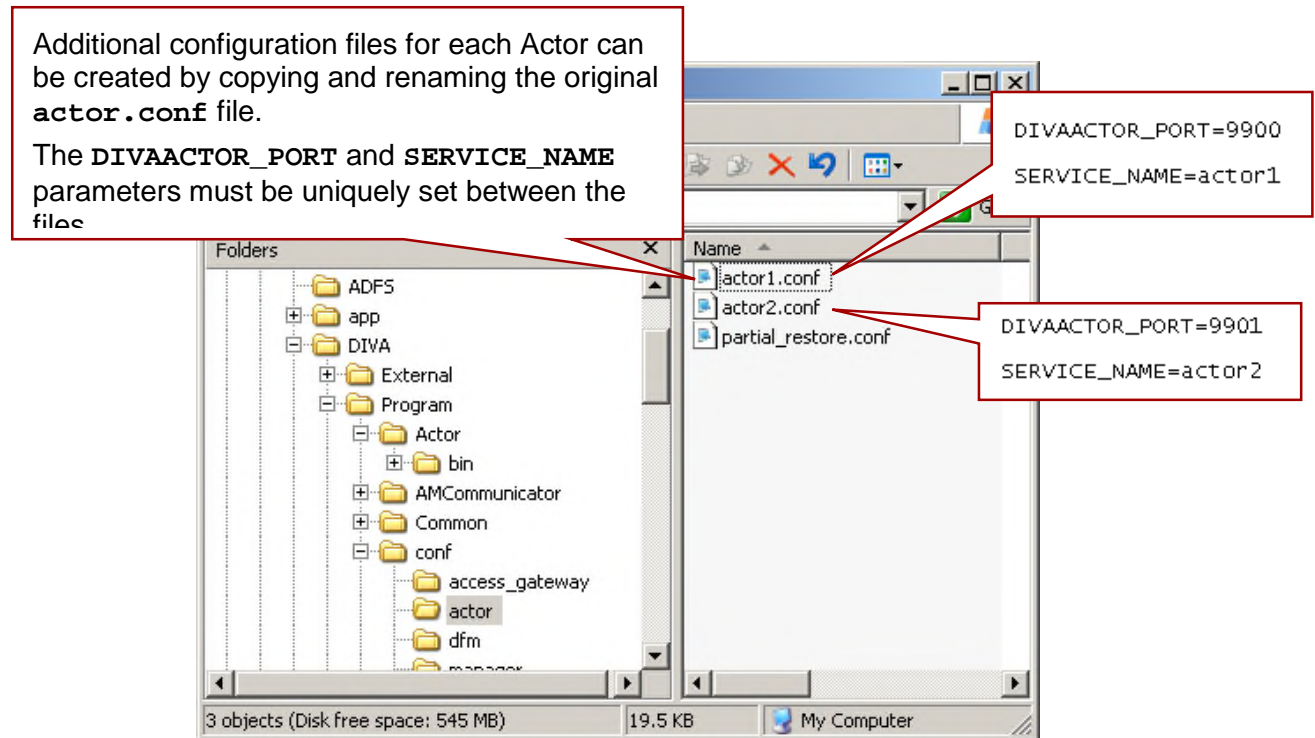 Additional configuration files for each Actor can
be created by copying and renaming the original
actor.conf file.
The DIVAACTOR_PORT and SERVICE_NAME
parameters must be uniquely set between the
files
DIVAACTOR_PORT=9900
SERVICE_NAME=actor1
G
Folders
Name
ADFS
app
DIVA
External
Program
Actor
bin
AMCommunicator
Common
conf
access_gateway
actor
dfm
manager
actor1.conf
actor2.conf
partial_restore.conf
DIVAACTOR_PORT=9901
SERVICE_NAME=actor2
3 objects (Disk free space: 545 MB)
19.5 KB
My Computer